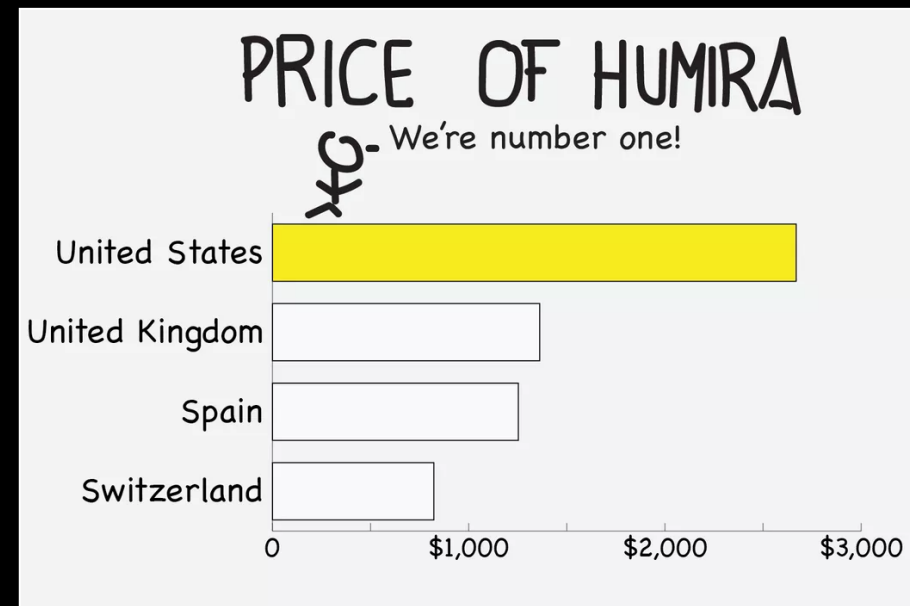 PRICE OF HUMIRA
We're number one!
United States
United Kingdom
Spain
Switzerland
0 $1,000 $2,000 $3,000